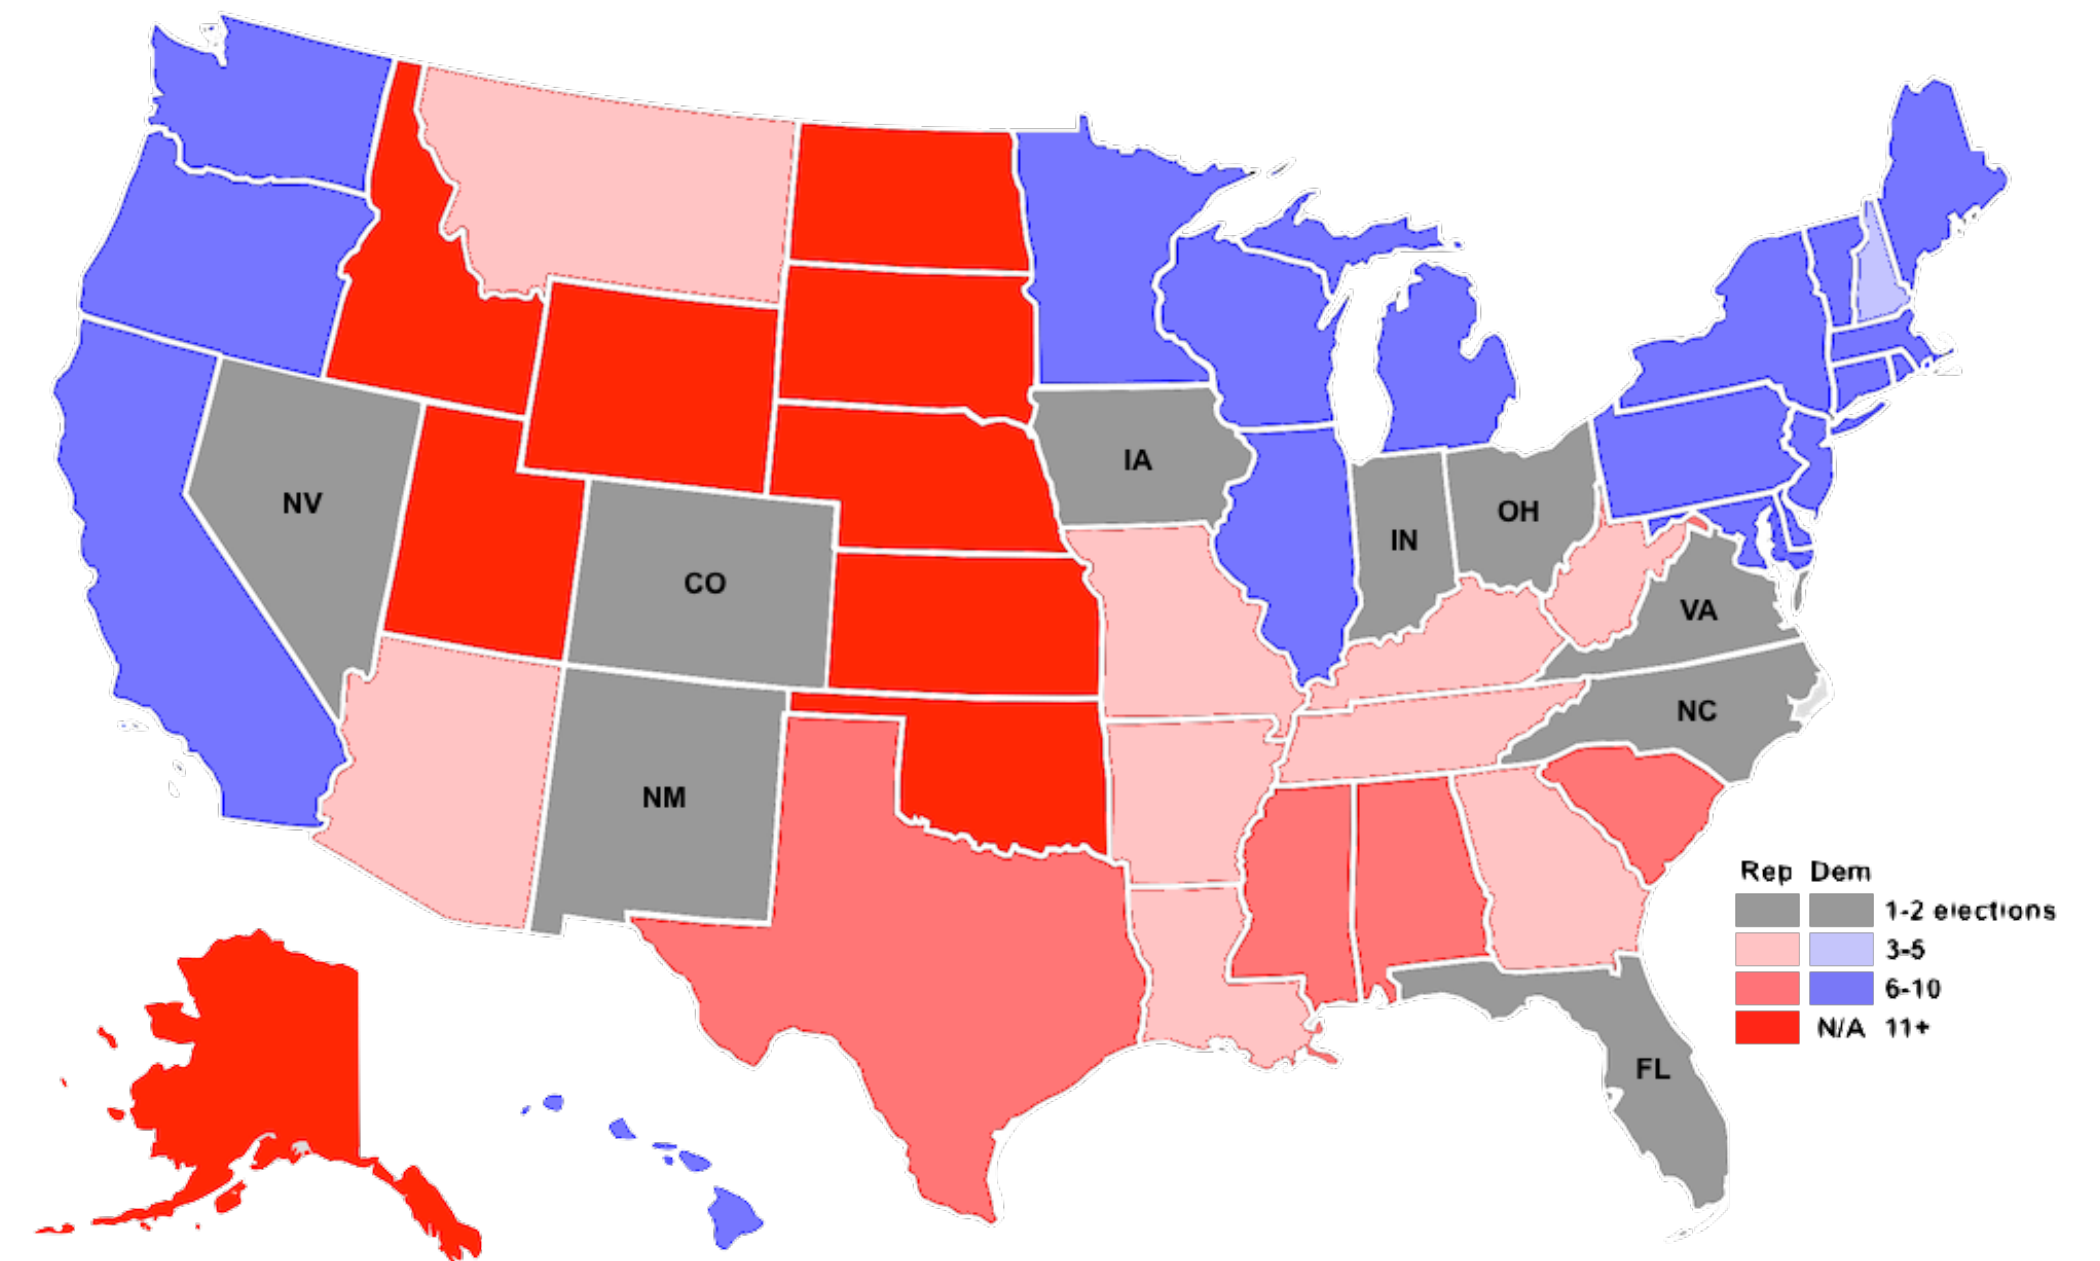 IA
NV
OH
IN
CO
VA
NC
NM
Rep Dem
1-2 elections
3-5
6-10
N/A 11+
FL